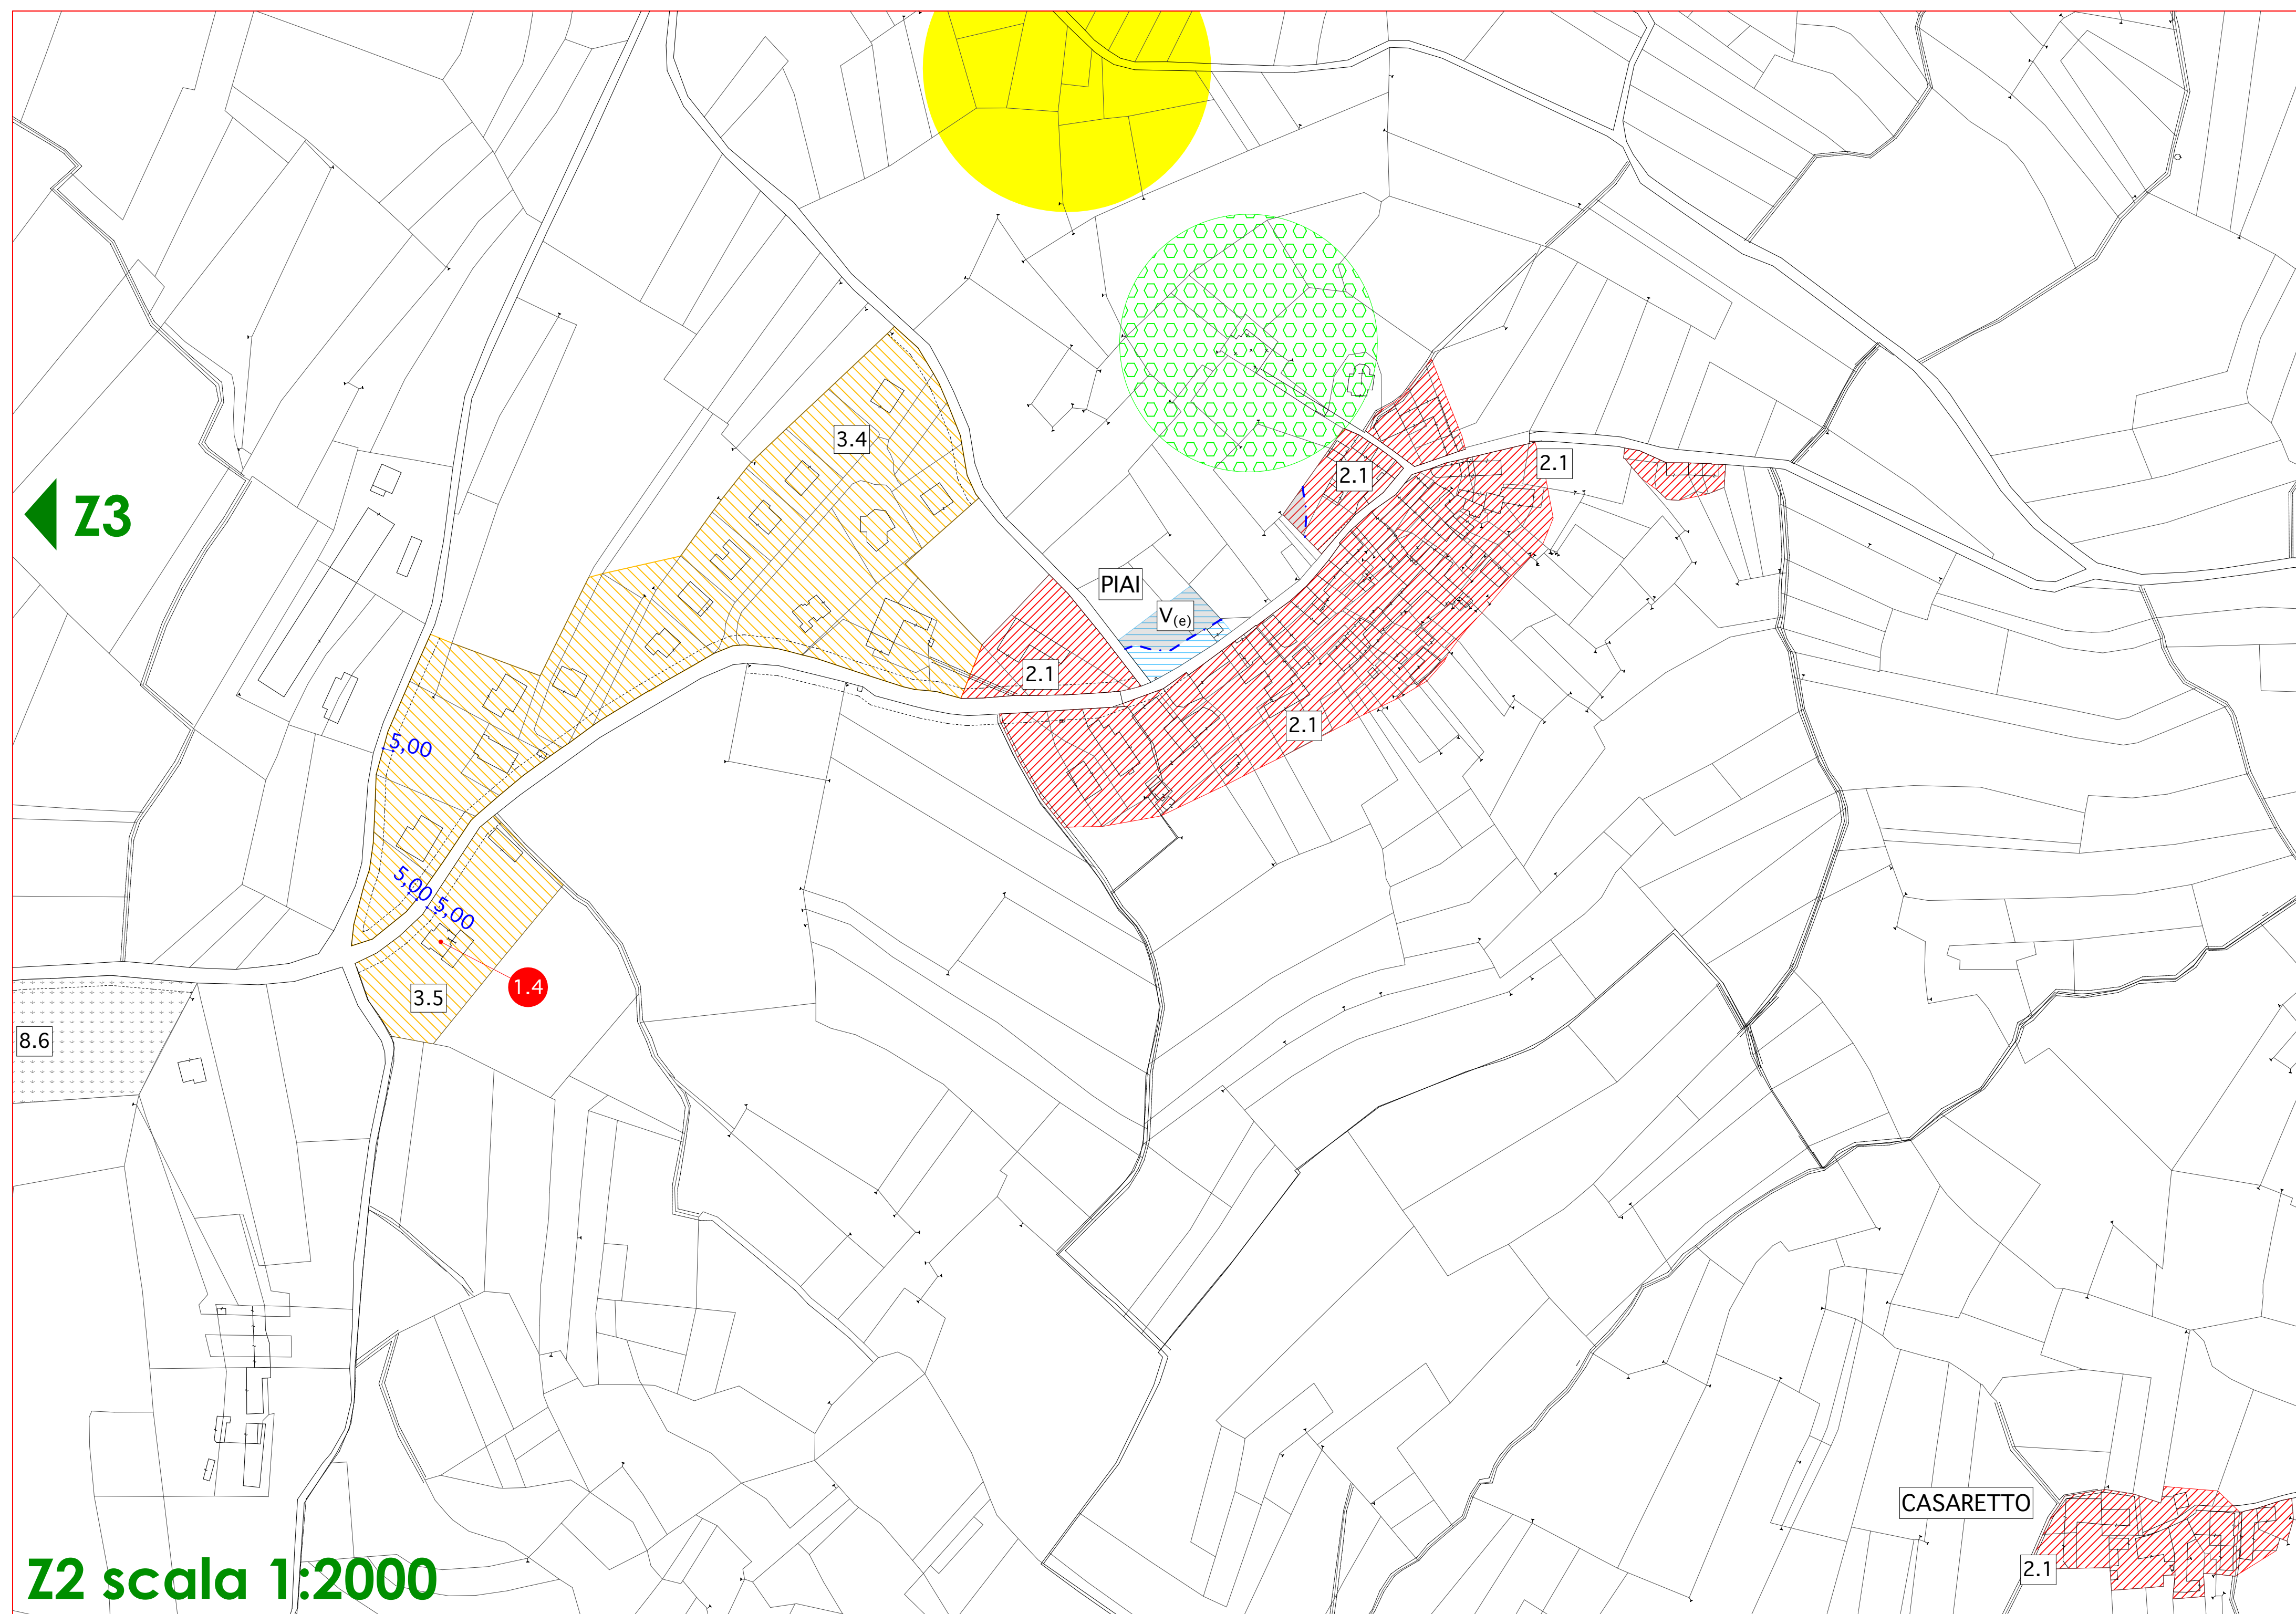 3.4
2.1
2.1
Z3
PIAI
V(e)
2.1
2.1
5,00
5,00
5,00
1.4
3.5
8.6
CASARETTO
2.1
Z2 scala 1:2000